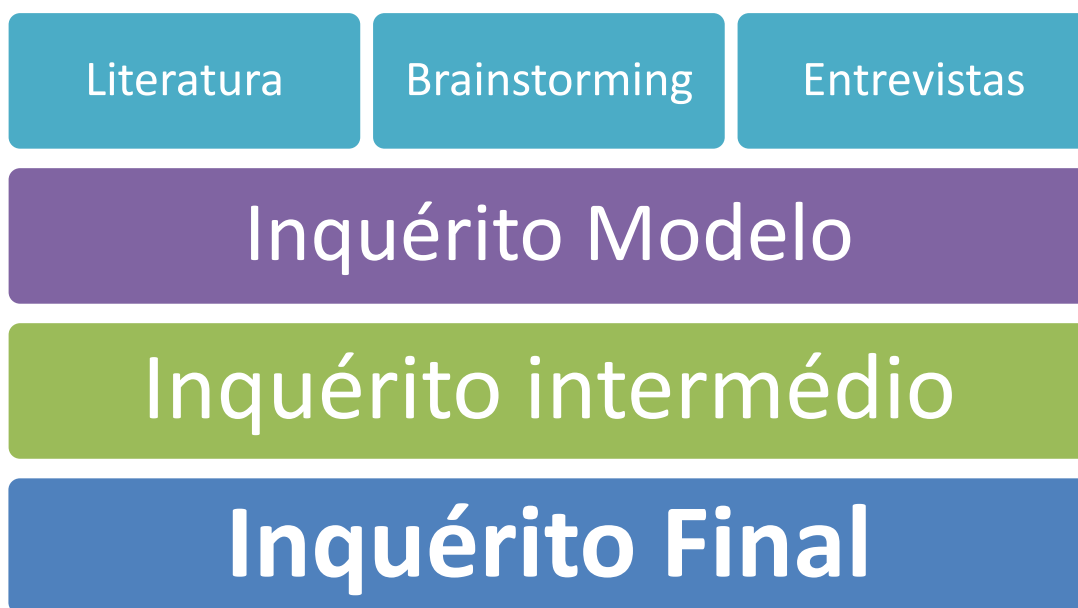 Literatura
Brainstorming
Entrevistas
Inquérito Modelo
Inquérito intermédio
Inquérito Final